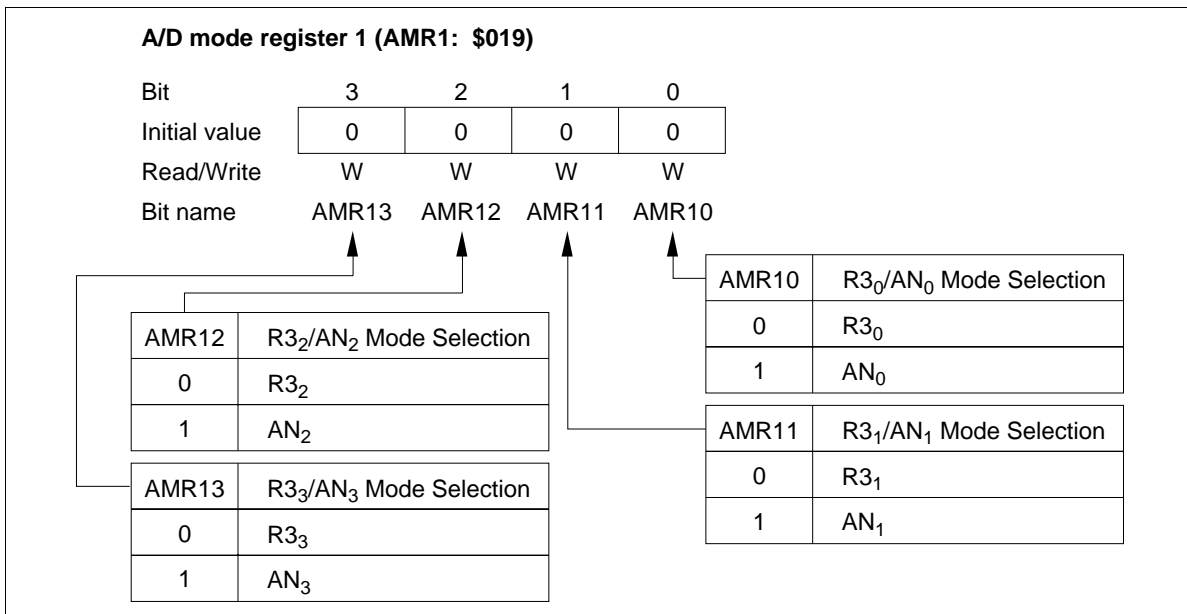 A/D mode register 1 (AMR1: $019)
Bit 3 2 1 0
Initial value 0 0 0 0
Read/Write W W W W
Bit name AMR13 AMR12 AMR11 AMR10
AMR10 R3₀/AN₀ Mode Selection
0 R3₀
1 AN₀
AMR12 R3₂/AN₂ Mode Selection
0 R3₂
1 AN₂
AMR11 R3₁/AN₁ Mode Selection
0 R3₁
1 AN₁
AMR13 R3₃/AN₃ Mode Selection
0 R3₃
1 AN₃